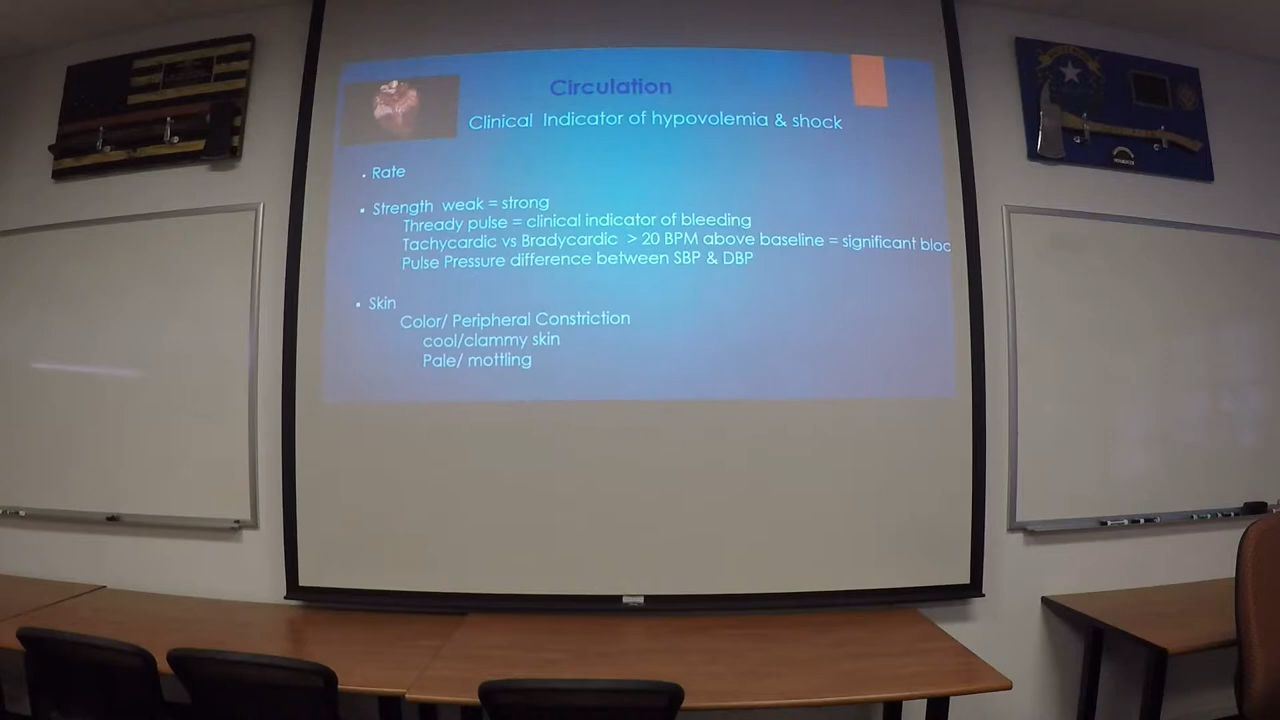 Circulation
Clinical Indicator of hypovolemia & shock
Rate
Strength weak = strong
Thready pulse = clinical indicator of bleeding
Tachycardic vs Bradycardic > 20 BPM above baseline = significant bloo
Pulse Pressure difference between SBP & DBP
Skin
Color/ Peripheral Constriction
cool/clammy skin
Pale/ mottling